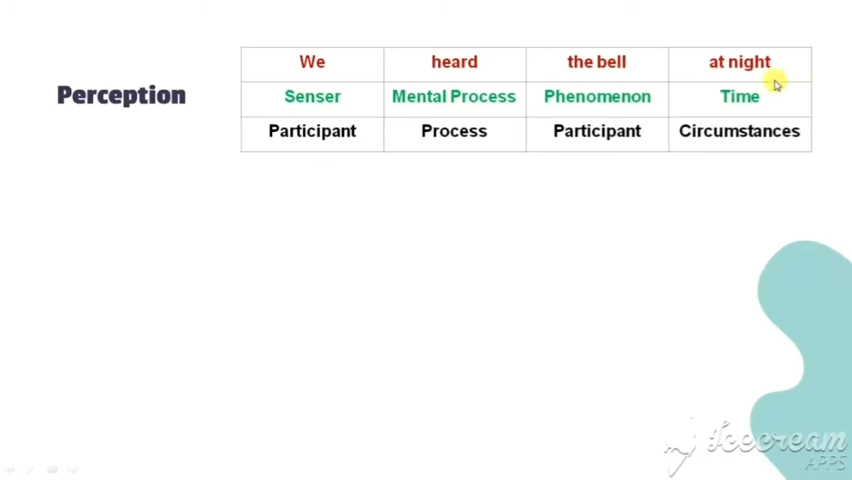 Perception
We heard the bell at night
Senser Mental Process Phenomenon Time
Participant Process Participant Circumstances
Icecream
APPS